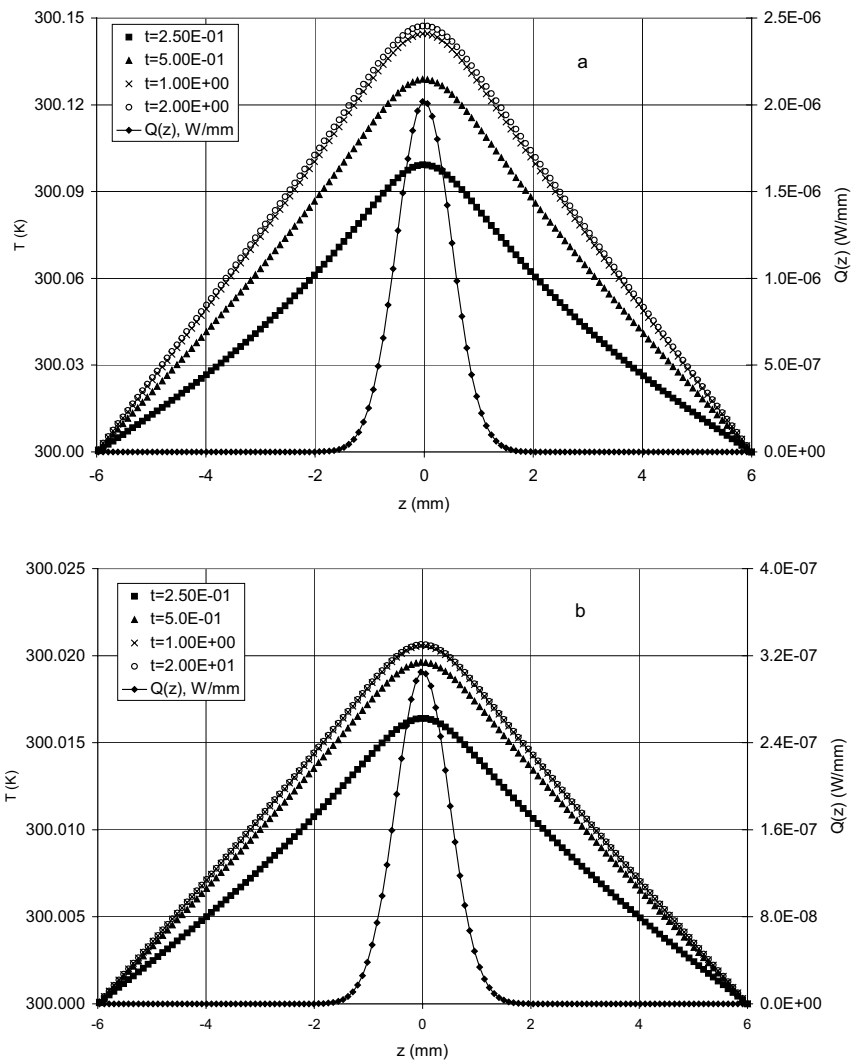 300.15
300.12
300.09
300.06
300.03
300.00
T (K)
t=2.50E-01
t=5.00E-01
t=1.00E+00
t=2.00E+00
Q(z), W/mm
a
2.5E-06
2.0E-06
1.5E-06
1.0E-06
5.0E-07
0.0E+00
Q(z) (W/mm)
-6 -4 -2 0 2 4 6
z (mm)
300.025
300.020
300.015
300.010
300.005
300.000
T (K)
t=2.50E-01
t=5.0E-01
t=1.00E+00
t=2.00E+01
Q(z), W/mm
b
4.0E-07
3.2E-07
2.4E-07
1.6E-07
8.0E-08
0.0E+00
Q(z) (W/mm)
-6 -4 -2 0 2 4 6
z (mm)